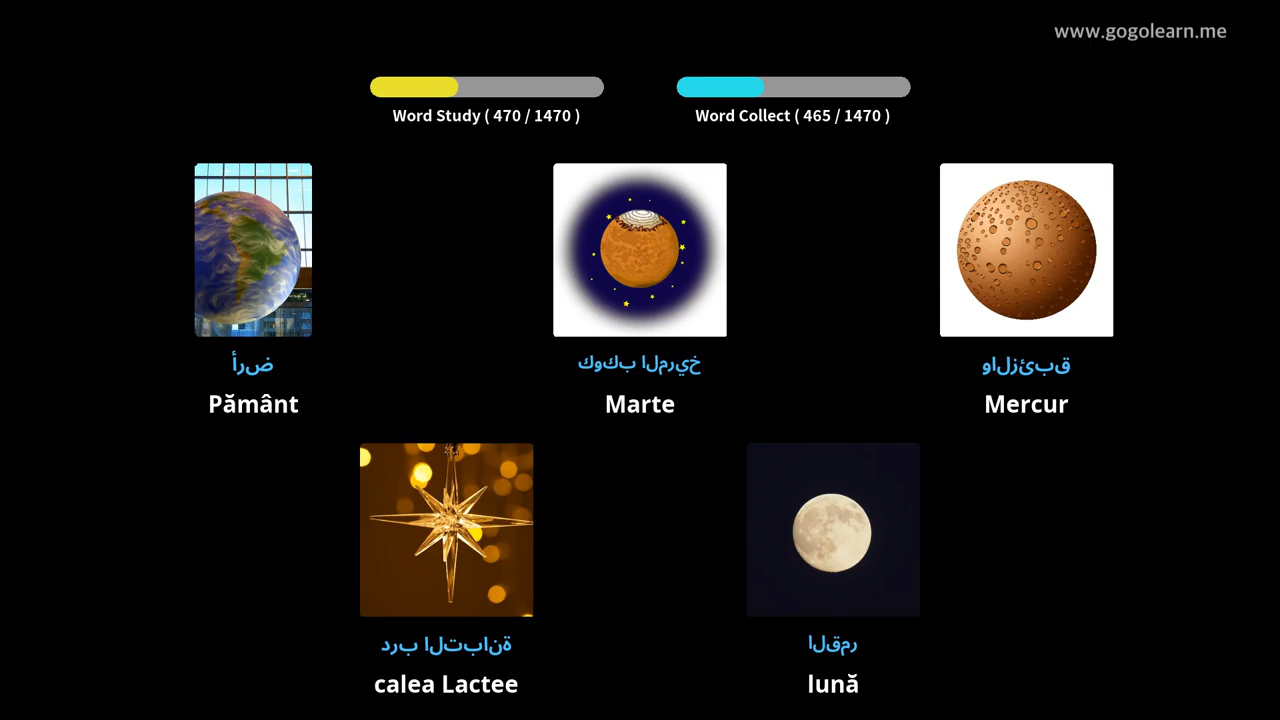 www.gogolearn.me
Word Study ( 470 / 1470 )
Word Collect ( 465 / 1470 )
أرض
Pământ
كوكب المريخ
Marte
والزئبق
Mercur
درب التبانة
calea Lactee
القمر
lună